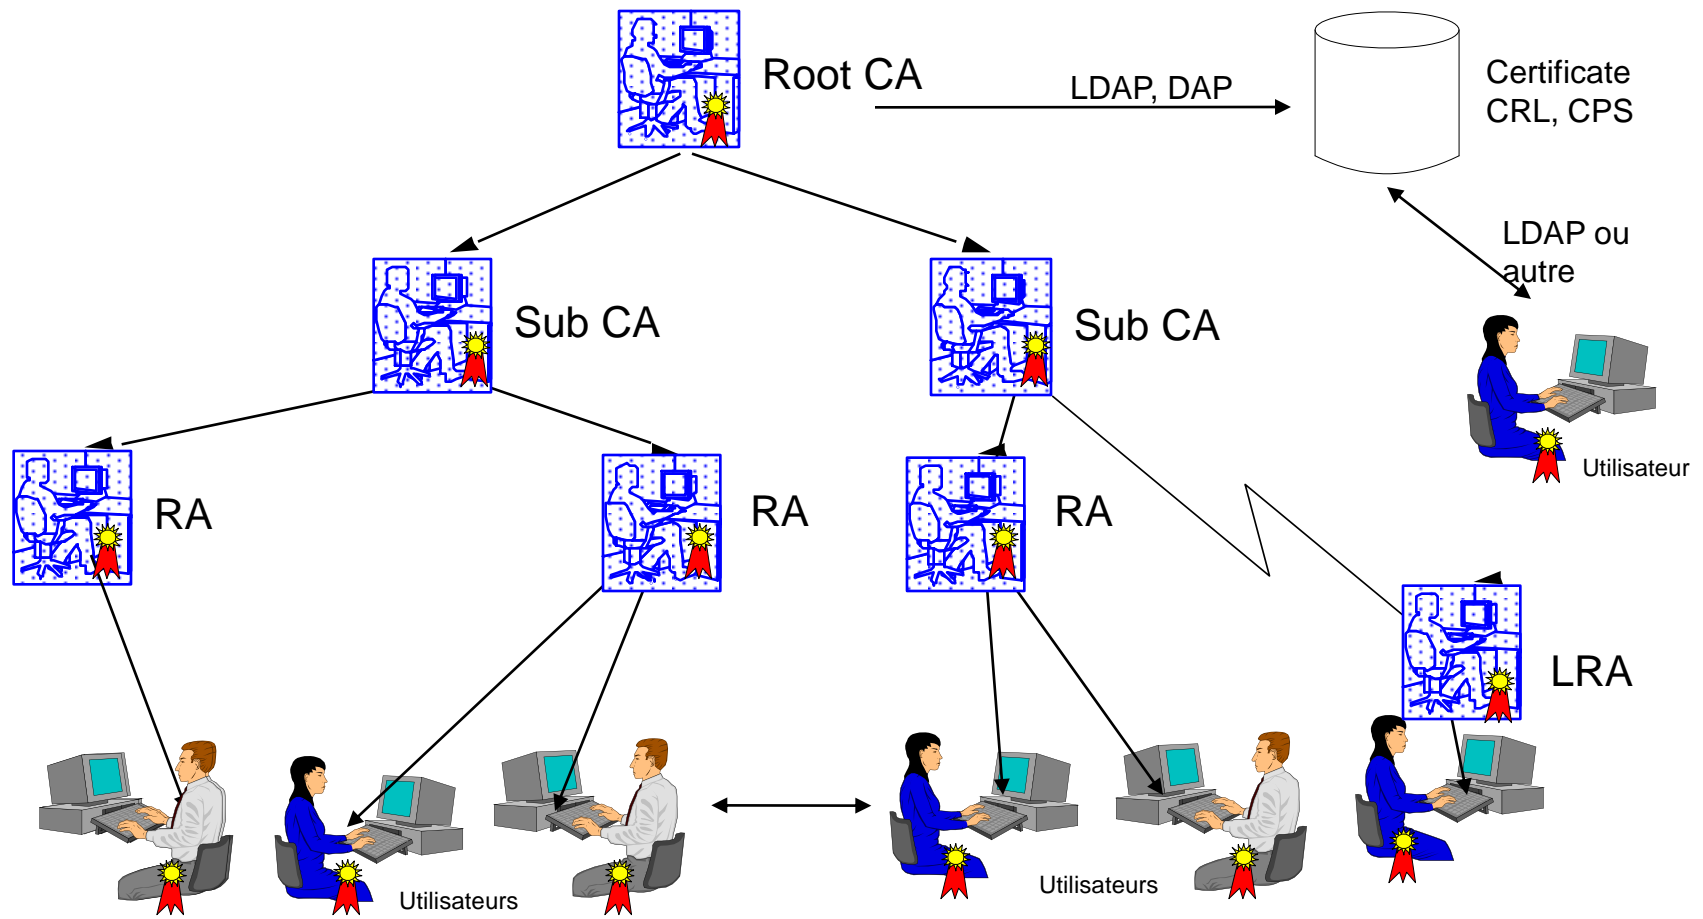 Root CA
LDAP, DAP
Certificate
CRL, CPS
LDAP ou
autre
Sub CA
Sub CA
Utilisateur
RA
RA
RA
LRA
Utilisateurs
Utilisateurs